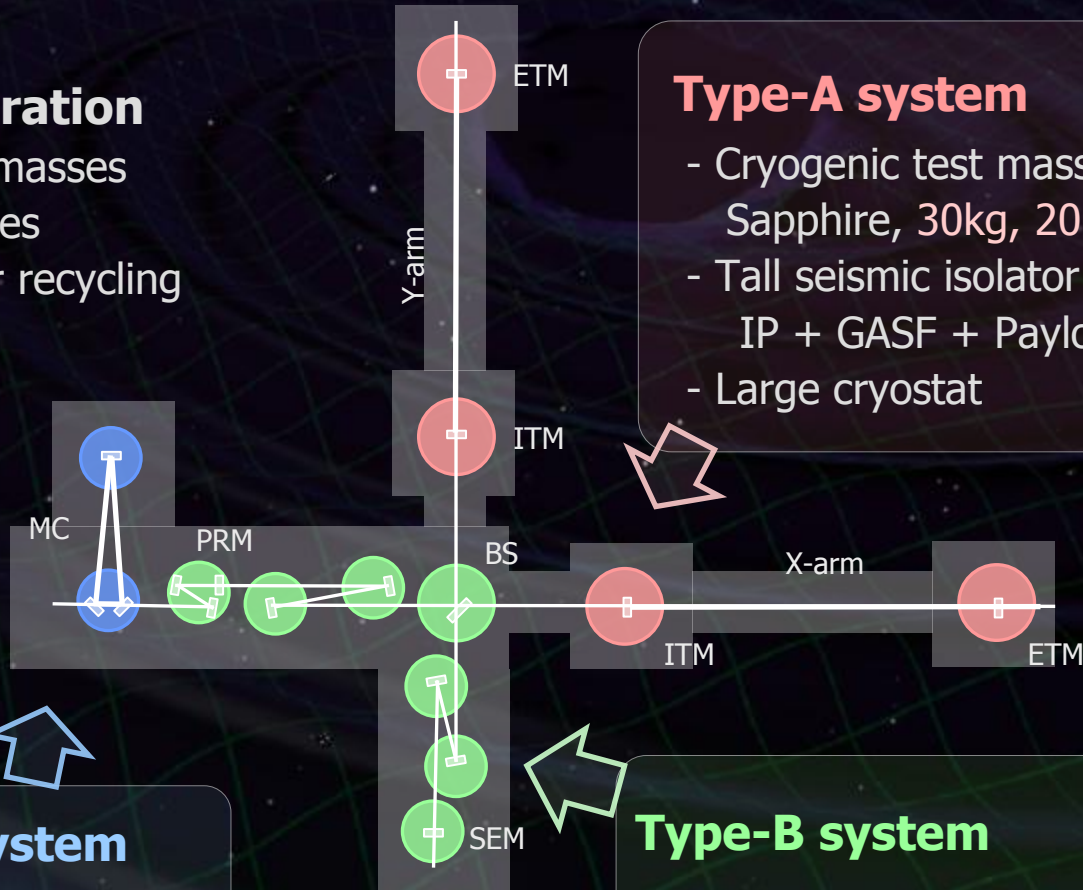 ration
masses
es
r recycling
ETM
Y-arm
ITM
Type-A system
- Cryogenic test mass
Sapphire, 30kg, 20
- Tall seismic isolator
IP + GASF + Paylo
- Large cryostat
MC
PRM
BS
X-arm
ITM
ETM
SEM
ystem
Type-B system